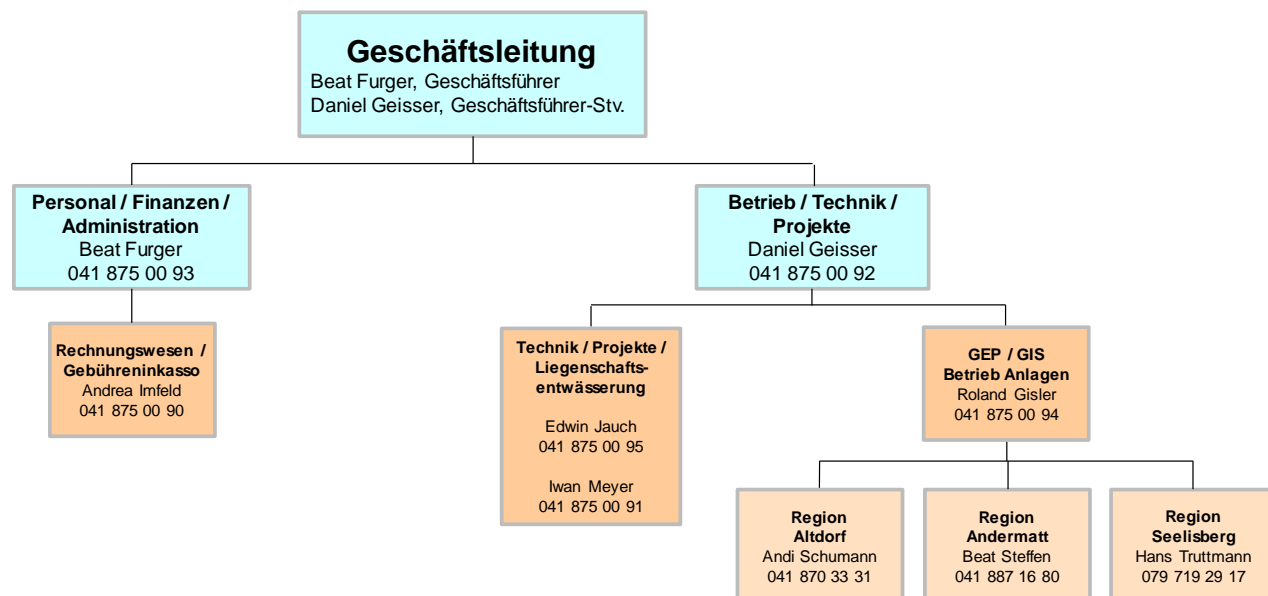 Geschäftsleitung
Beat Furger, Geschäftsführer
Daniel Geisser, Geschäftsführer-Stv.
Personal / Finanzen /
Administration
Beat Furger
041 875 00 93
Betrieb / Technik /
Projekte
Daniel Geisser
041 875 00 92
Rechnungswesen /
Gebühreninkasso
Andrea Imfeld
041 875 00 90
Technik / Projekte /
Liegenschafts-
entwässerung
Edwin Jauch
041 875 00 95
Iwan Meyer
041 875 00 91
GEP / GIS
Betrieb Anlagen
Roland Gisler
041 875 00 94
Region
Altdorf
Andi Schumann
041 870 33 31
Region
Andermatt
Beat Steffen
041 887 16 80
Region
Seelisberg
Hans Truttmann
079 719 29 17